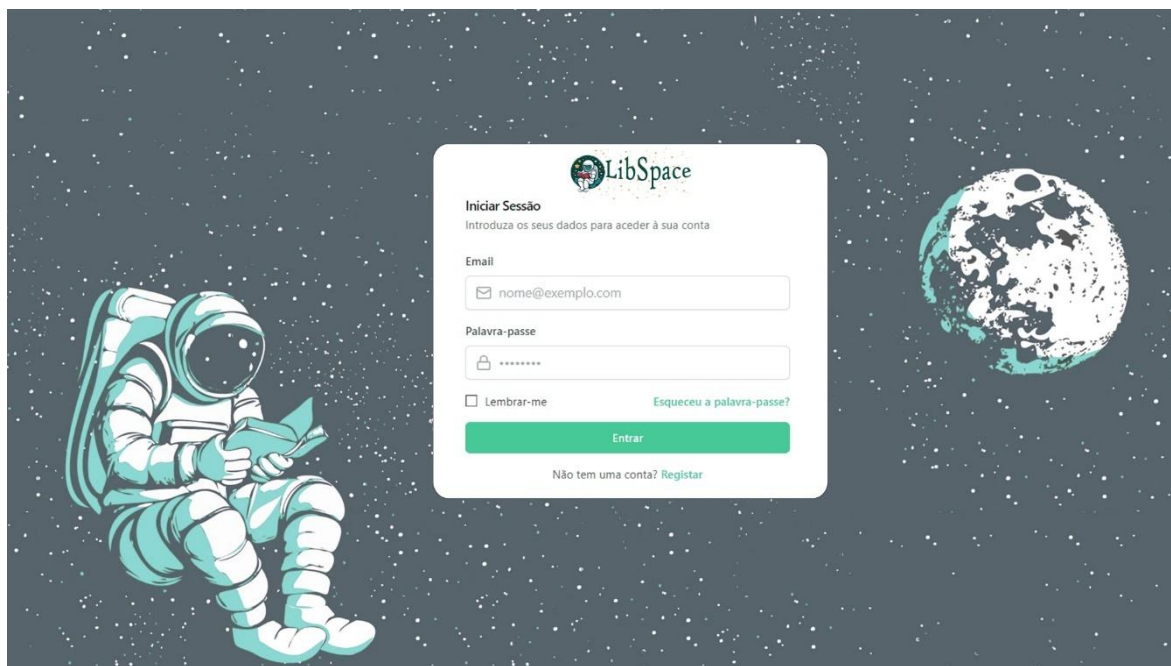 LibSpace
Iniciar Sessão
Introduza os seus dados para aceder à sua conta
Email
nome@exemplo.com
Palavra-passe
••••••••
Lembrar-me
Esqueceu a palavra-passe?
Entrar
Não tem uma conta? Registar